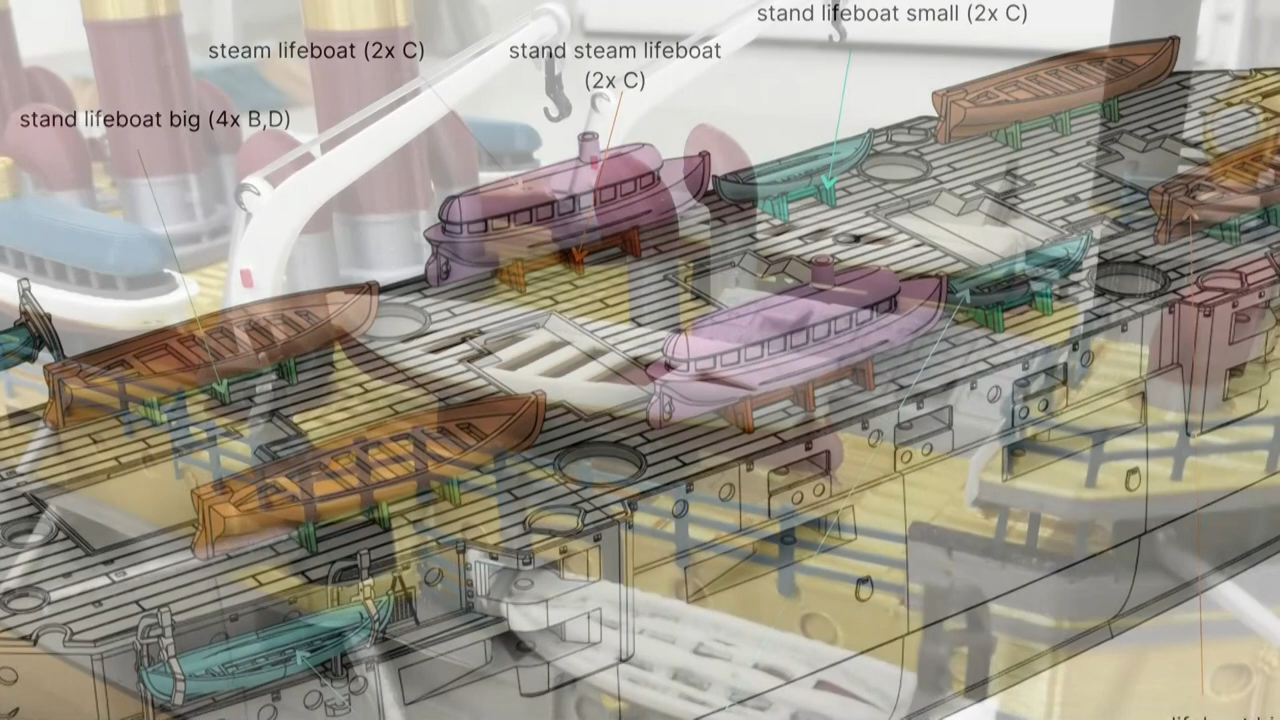 stand lifeboat small (2x C)
steam lifeboat (2x C)
stand steam lifeboat
(2x C)
stand lifeboat big (4x B,D)